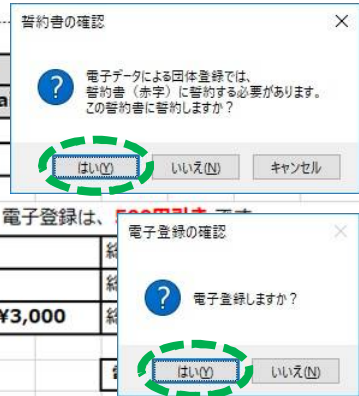 誓約書の確認
電子データによる団体登録では、
誓約書（赤字）に誓約する必要があります。
この誓約書に誓約しますか？
はい(Y)
いいえ(N)
キャンセル
電子登録は、500円引きです
電子登録の確認
¥3,000
電子登録しますか？
はい(Y)
いいえ(N)